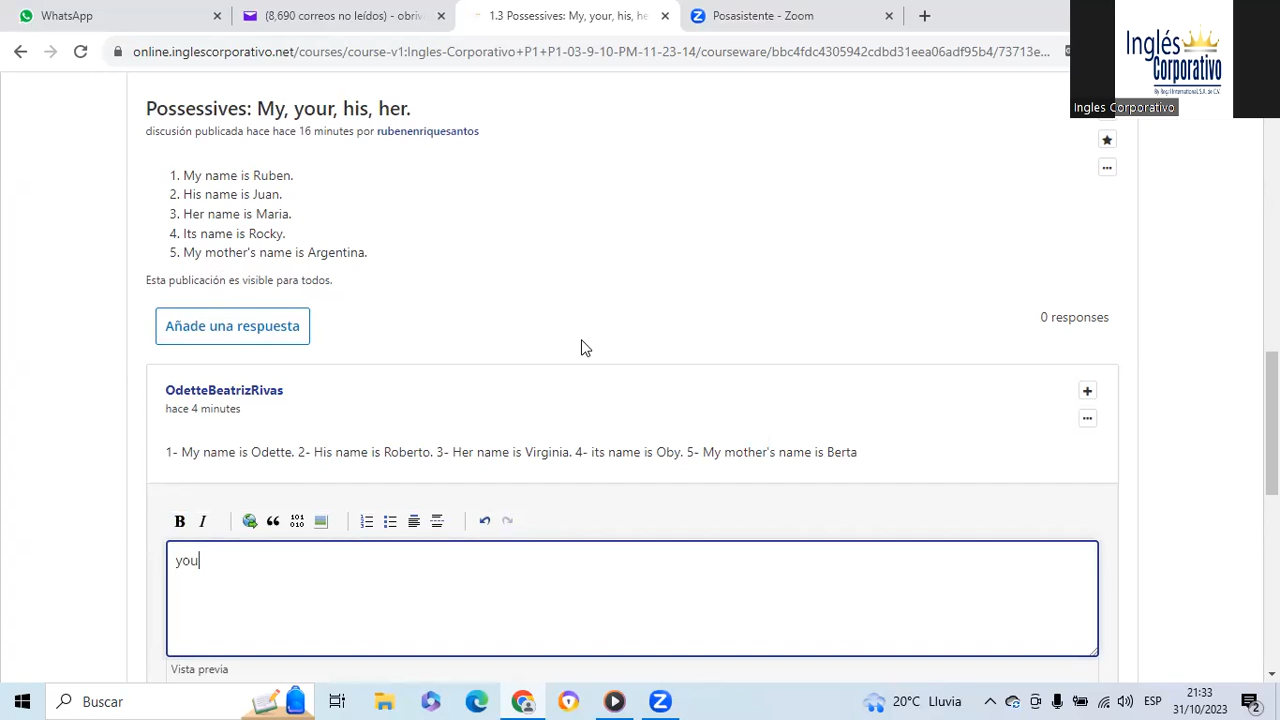 WhatsApp
(8,690 correos no leídos) - obriv
1.3 Possessives: My, your, his, he
Posasistente - Zoom
online.inglescorporativo.net/courses/course-v1:Ingles-Corporativo+P1+P1-03-9-10-PM-11-23-14/courseware/bbc4fdc4305942cdbd31eee3adf95b4/73713e...
Inglés
Corporativo
Ingles Corporativo
Possessives: My, your, his, her.
discusión publicada hace hace 16 minutes por rubenenriquesantos
1. My name is Ruben.
2. His name is Juan.
3. Her name is Maria.
4. Its name is Rocky.
5. My mother's name is Argentina.
Esta publicación es visible para todos.
Añade una respuesta
0 responses
OdetteBeatrizRivas
hace 4 minutes
1- My name is Odette. 2- His name is Roberto. 3- Her name is Virginia. 4- its name is Oby. 5- My mother's name is Berta
B I
you
Vista previa
Buscar
20°C Lluvia
ESP
21:33
31/10/2023
2